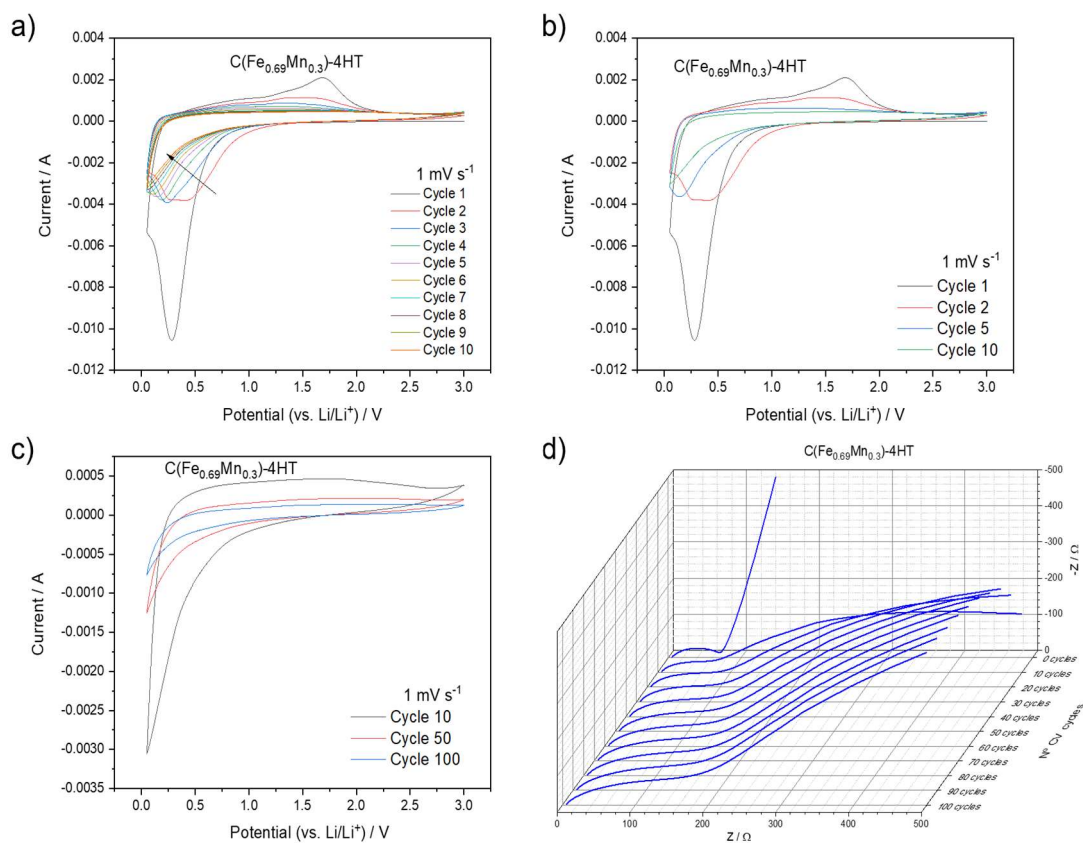 a)
C(Fe₀.₆₉Mn₀.₃)-4HT
0.004
0.002
0.000
-0.002
-0.004
-0.006
-0.008
-0.010
-0.012
Current / A
1 mV s⁻¹
Cycle 1
Cycle 2
Cycle 3
Cycle 4
Cycle 5
Cycle 6
Cycle 7
Cycle 8
Cycle 9
Cycle 10
0.0 0.5 1.0 1.5 2.0 2.5 3.0
Potential (vs. Li/Li⁺) / V
b)
C(Fe₀.₆₉Mn₀.₃)-4HT
0.004
0.002
0.000
-0.002
-0.004
-0.006
-0.008
-0.010
-0.012
Current / A
1 mV s⁻¹
Cycle 1
Cycle 2
Cycle 5
Cycle 10
0.0 0.5 1.0 1.5 2.0 2.5 3.0
Potential (vs. Li/Li⁺) / V
c)
C(Fe₀.₆₉Mn₀.₃)-4HT
0.0005
0.0000
-0.0005
-0.0010
-0.0015
-0.0020
-0.0025
-0.0030
-0.0035
Current / A
1 mV s⁻¹
Cycle 10
Cycle 50
Cycle 100
0.0 0.5 1.0 1.5 2.0 2.5 3.0
Potential (vs. Li/Li⁺) / V
d)
C(Fe₀.₆₉Mn₀.₃)-4HT
-500
-400
-300
-200
-100
0
-Z / Ω
0 cycles
10 cycles
20 cycles
30 cycles
40 cycles
50 cycles
60 cycles
70 cycles
80 cycles
90 cycles
100 cycles
Nº CV cycles
0 100 200 300 400 500
Z / Ω